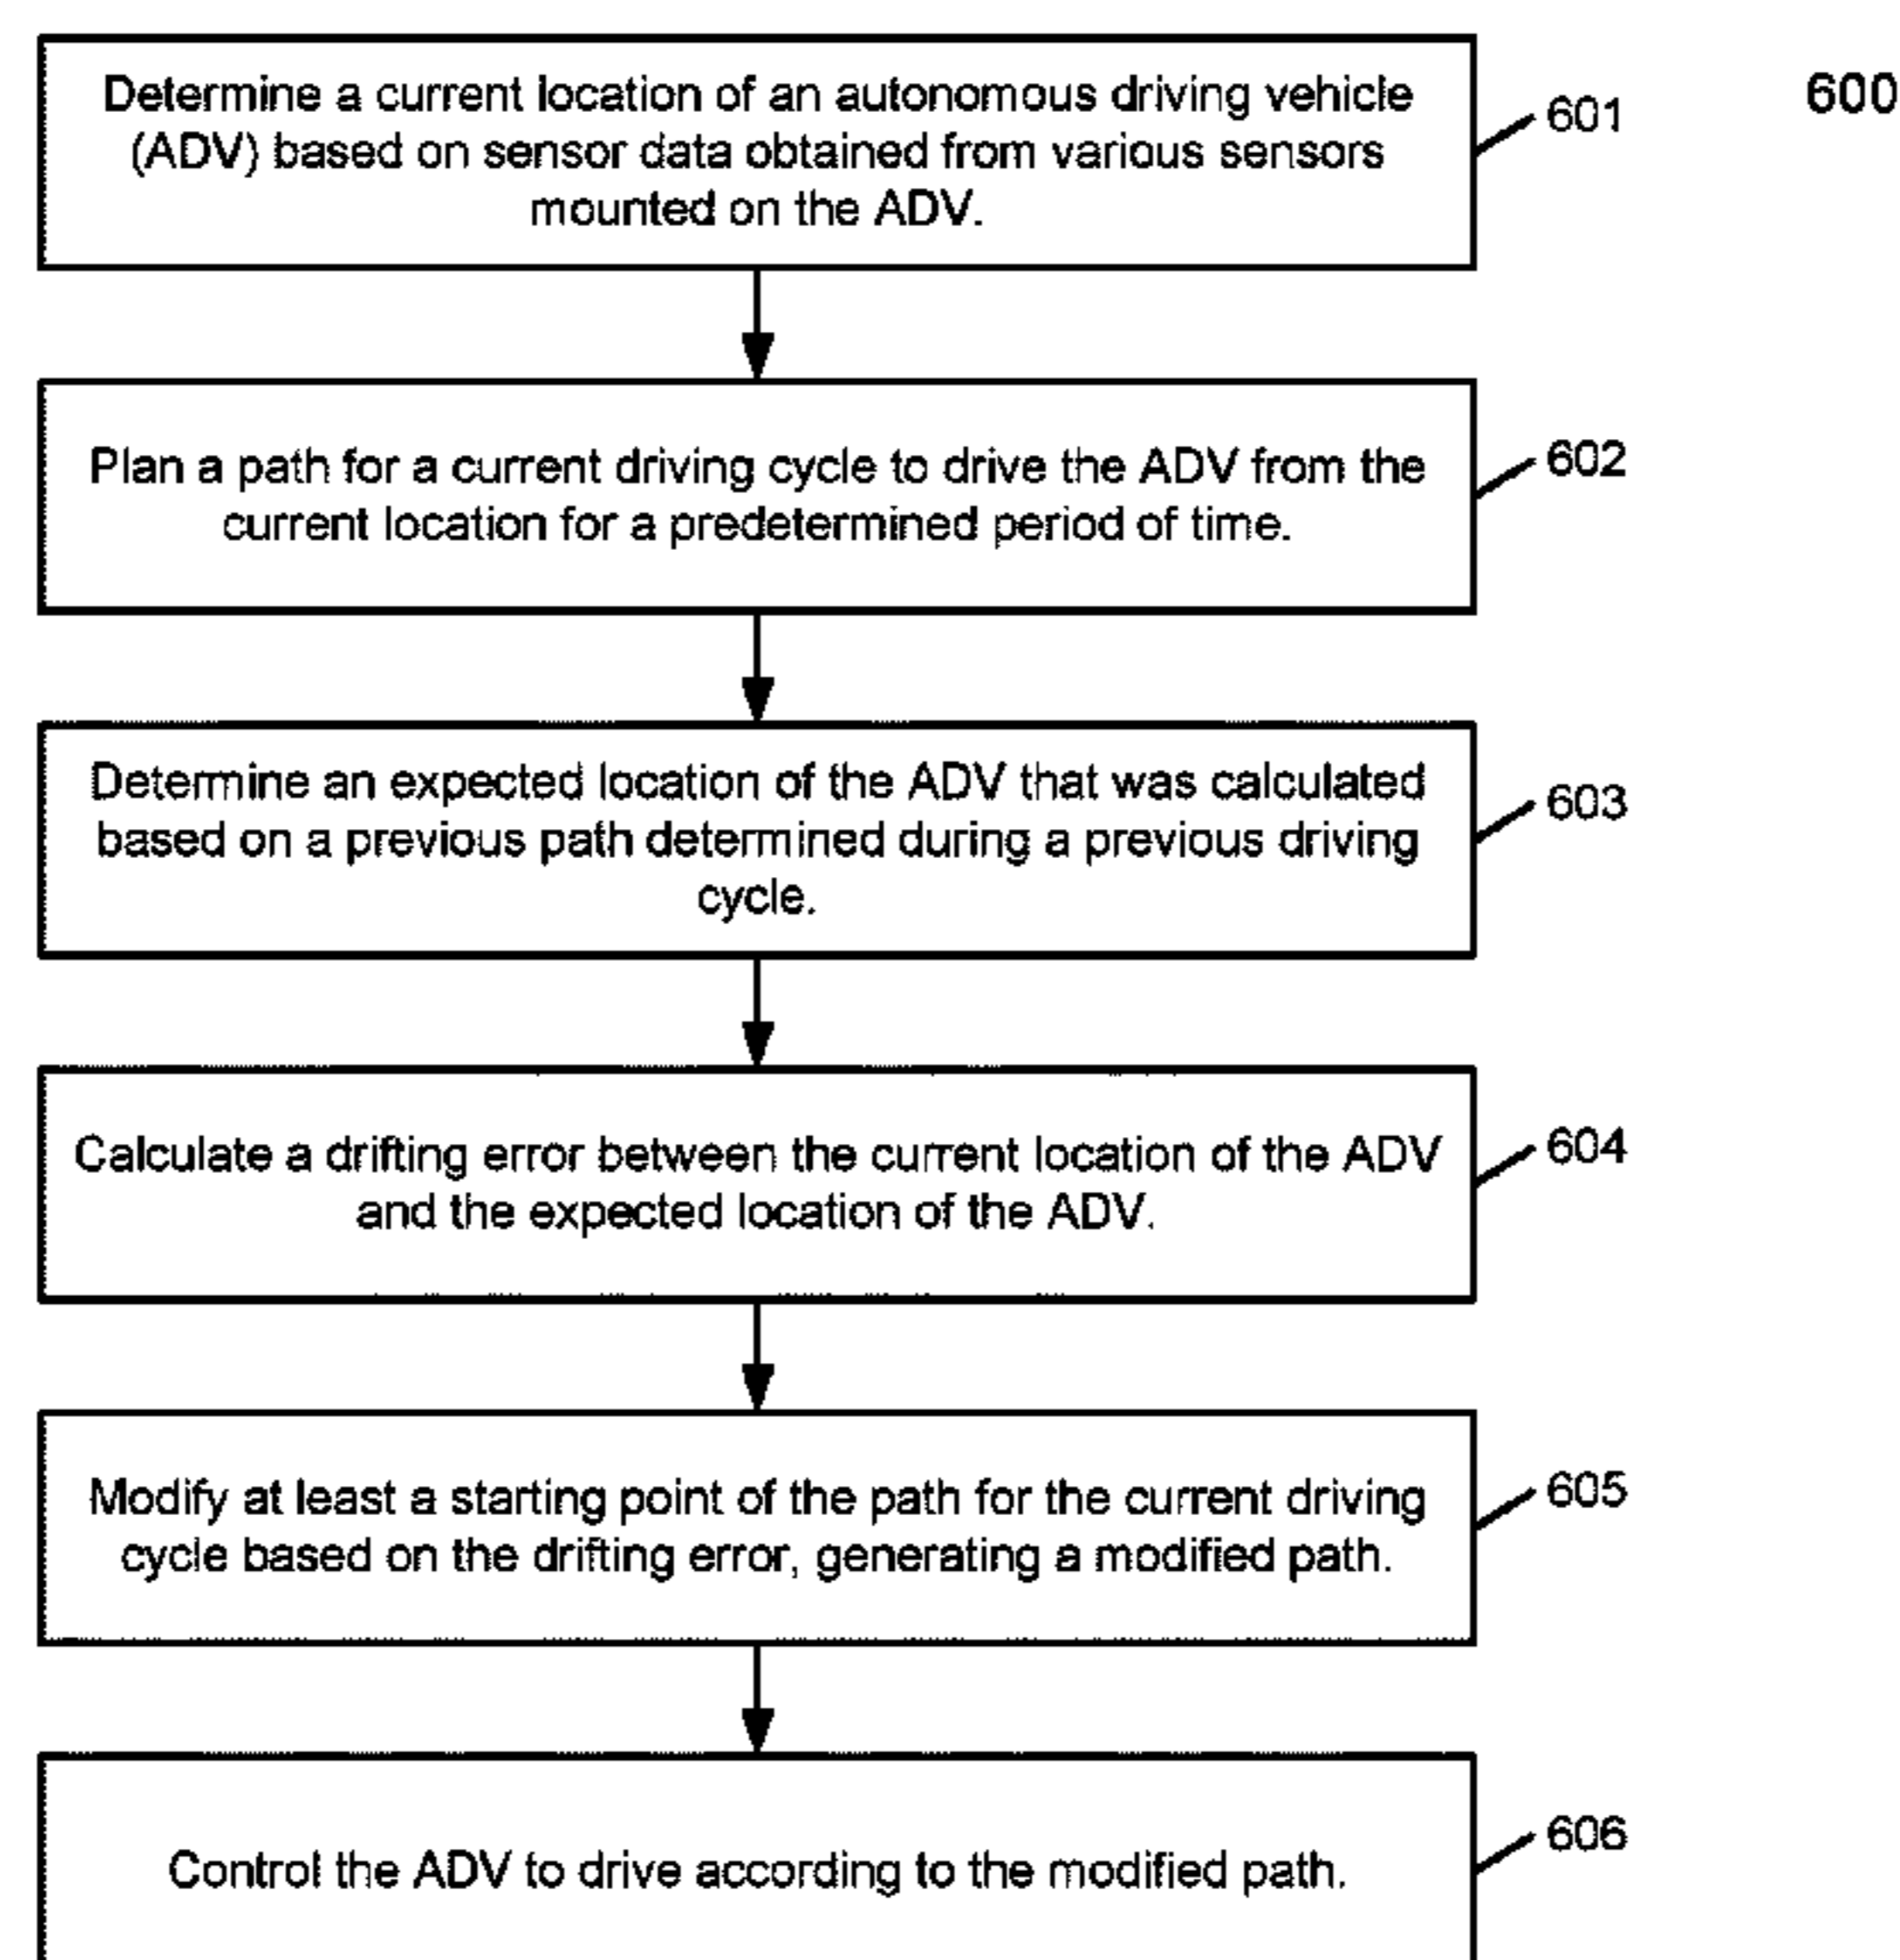 600
Determine a current location of an autonomous driving vehicle
(ADV) based on sensor data obtained from various sensors
mounted on the ADV.
601
Plan a path for a current driving cycle to drive the ADV from the
current location for a predetermined period of time.
602
Determine an expected location of the ADV that was calculated
based on a previous path determined during a previous driving
cycle.
603
Calculate a drifting error between the current location of the ADV
and the expected location of the ADV.
604
Modify at least a starting point of the path for the current driving
cycle based on the drifting error, generating a modified path.
605
Control the ADV to drive according to the modified path.
606